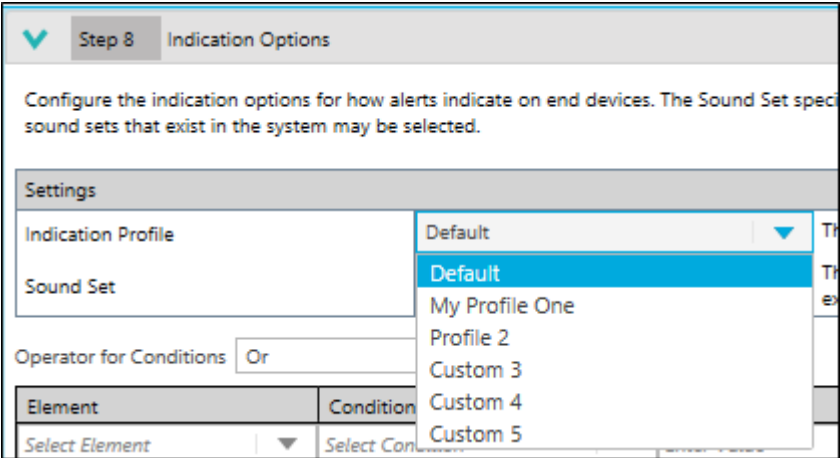 Step 8 Indication Options
Configure the indication options for how alerts indicate on end devices. The Sound Set speci
sound sets that exist in the system may be selected.
Settings
Indication Profile Default Th
Default Th
Sound Set ex
My Profile One
Profile 2
Operator for Conditions Or
Custom 3
Element Condition Custom 4
Select Element Select Con Custom 5